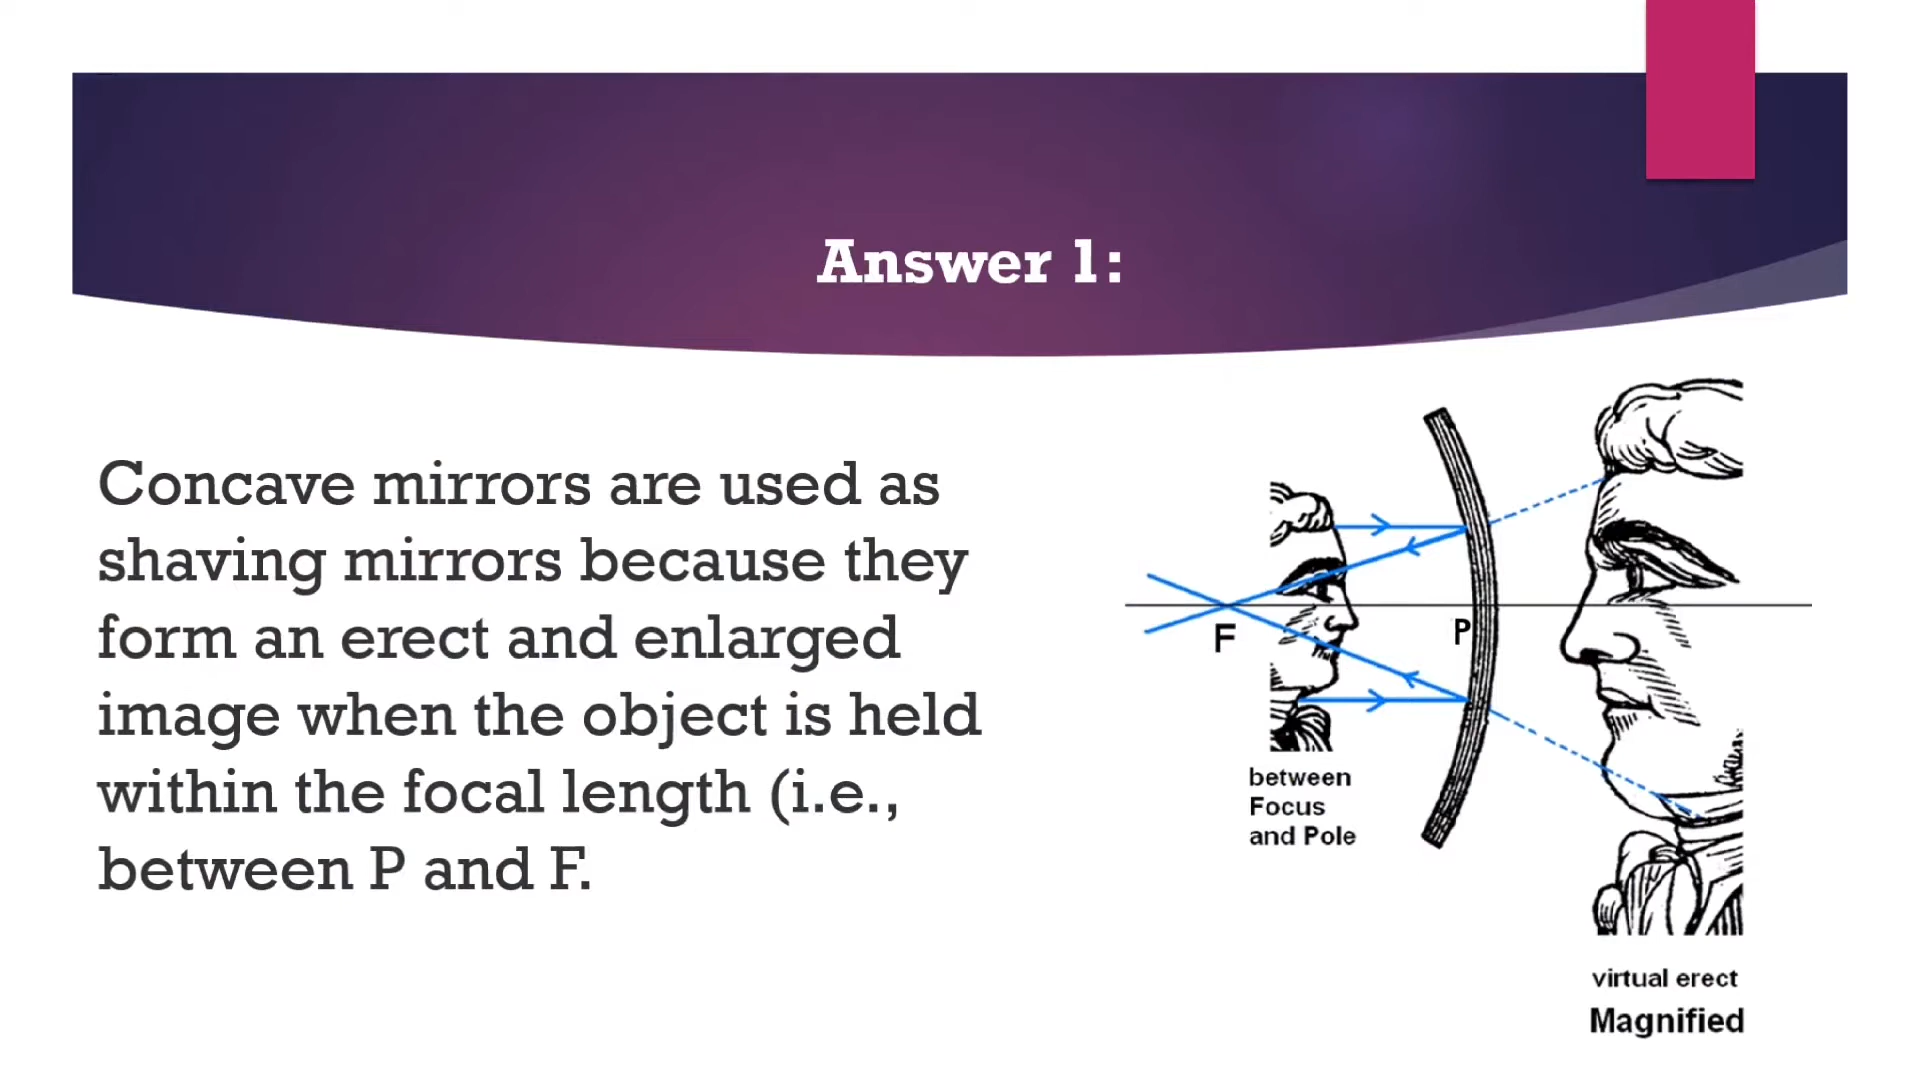 Answer 1:
Concave mirrors are used as
shaving mirrors because they
form an erect and enlarged
image when the object is held
within the focal length (i.e.,
between P and F.
F
P
between
Focus
and Pole
virtual erect
Magnified